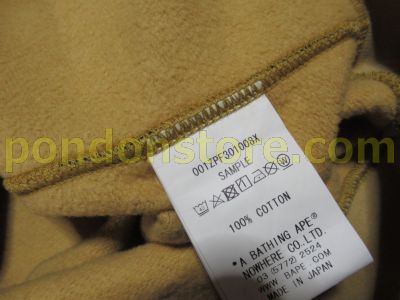 pondonstore.com
001ZPF301009X
SAMPLE
100% COTTON
*A BATHING APE®
NOWHERE CO.LTD.
03(5772)2524
WWW.BAPE.COM
MADE IN JAPAN